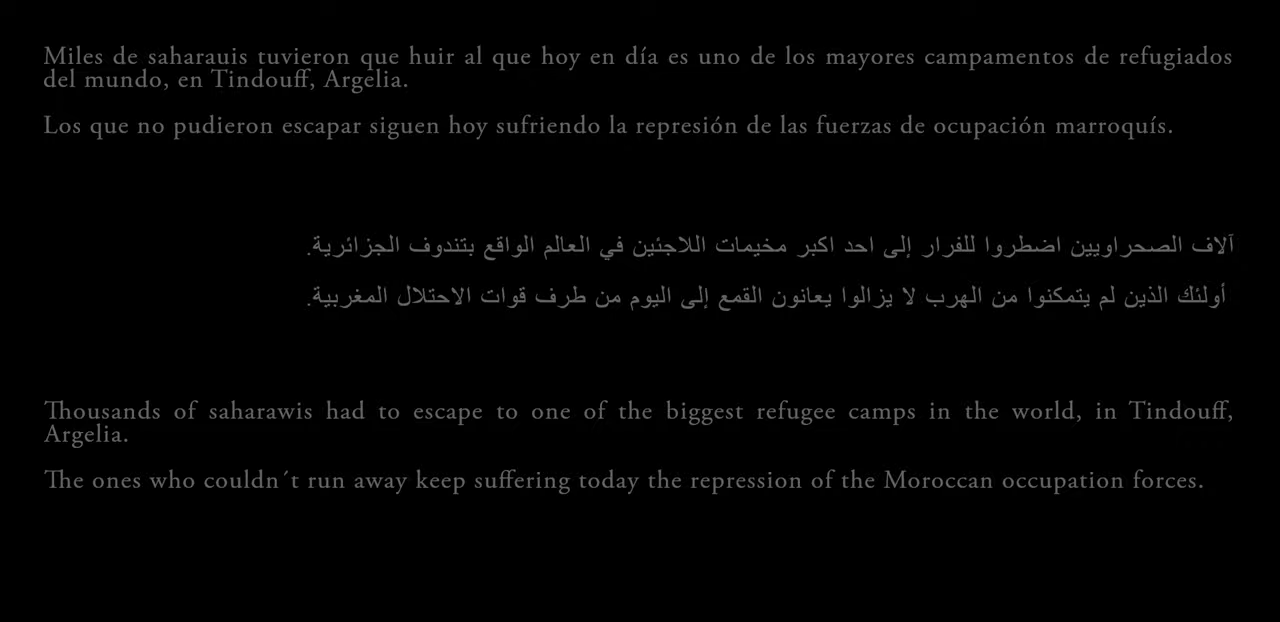 Miles de saharauis tuvieron que huir al que hoy en día es uno de los mayores campamentos de refugiados
del mundo, en Tindouff, Argelia.
Los que no pudieron escapar siguen hoy sufriendo la represión de las fuerzas de ocupación marroquís.
آلاف الصحراويين اضطروا للفرار إلى احد اكبر مخيمات اللاجئين في العالم الواقع بتندوف الجزائرية.
أولئك الذين لم يتمكنوا من الهرب لا يزالوا يعانون القمع إلى اليوم من طرف قوات الاحتلال المغربية.
Thousands of saharawis had to escape to one of the biggest refugee camps in the world, in Tindouff,
Argelia.
The ones who couldn´t run away keep suffering today the repression of the Moroccan occupation forces.